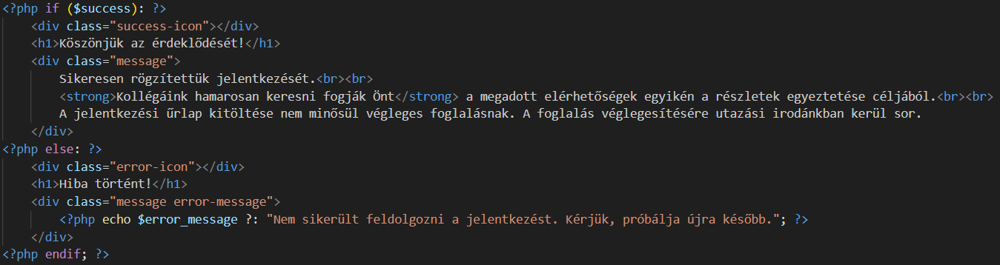 <?php if ($success): ?>
    <div class="success-icon"></div>
    <h1>Köszönjük az érdeklődését!</h1>
    <div class="message">
        Sikeresen rögzítettük jelentkezését.<br><br>
        <strong>Kollégáink hamarosan keresni fogják Önt</strong> a megadott elérhetőségek egyikén a részletek egyeztetése céljából.<br><br>
        A jelentkezési űrlap kitöltése nem minősül végleges foglalásnak. A foglalás véglegesítésére utazási irodánkban kerül sor.
    </div>
<?php else: ?>
    <div class="error-icon"></div>
    <h1>Hiba történt!</h1>
    <div class="message error-message">
        <?php echo $error_message ?: "Nem sikerült feldolgozni a jelentkezést. Kérjük, próbálja újra később."; ?>
    </div>
<?php endif; ?>